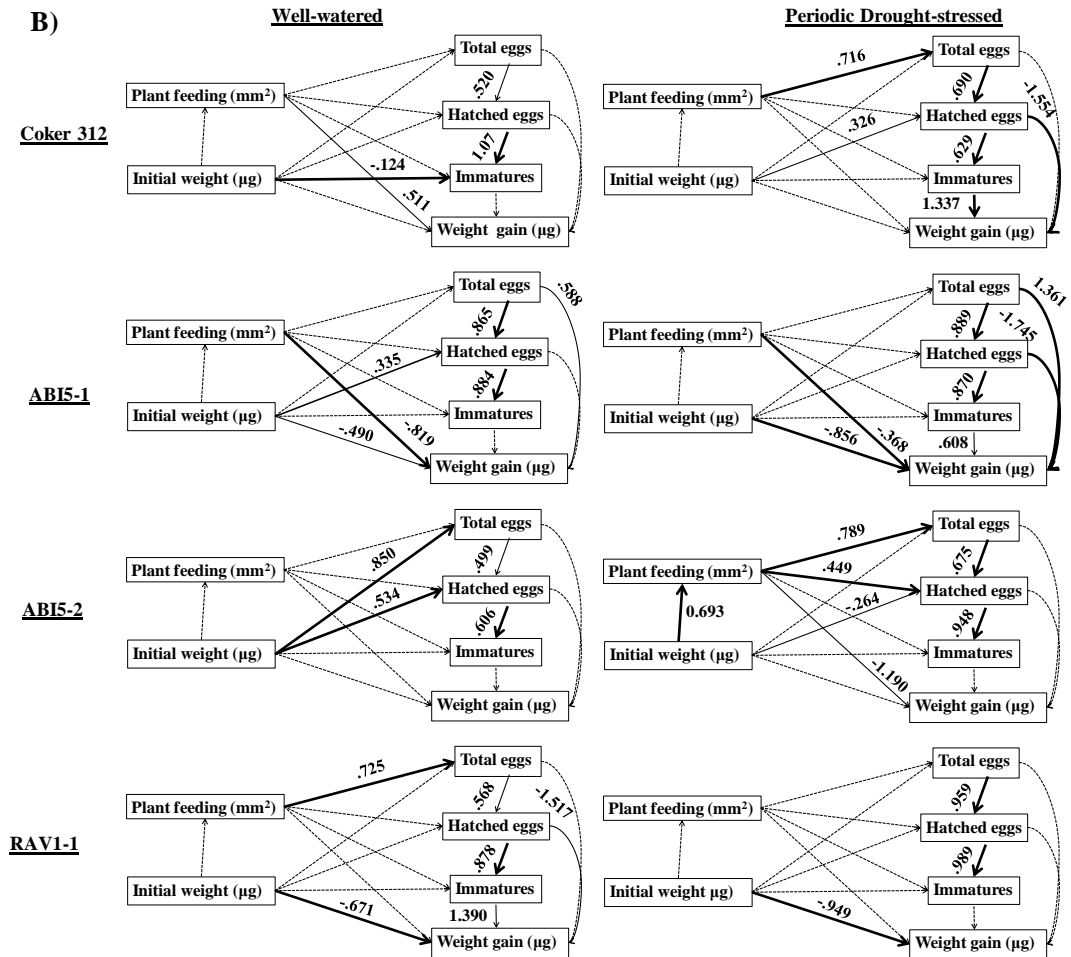 B)
Well-watered
Periodic Drought-stressed
Coker 312
Total eggs
.520
Plant feeding (mm²)
Hatched eggs
1.07
-.124
Initial weight (µg)
Immatures
.511
Weight gain (µg)
.716
Total eggs
.690
-1.554
Plant feeding (mm²)
.326
Hatched eggs
.629
Initial weight (µg)
Immatures
1.337
Weight gain (µg)
ABI5-1
Total eggs
.588
.865
Plant feeding (mm²)
.335
Hatched eggs
.884
Initial weight (µg)
Immatures
-.819
-.490
Weight gain (µg)
Total eggs
1.361
.889
-1.745
Plant feeding (mm²)
Hatched eggs
.870
Initial weight (µg)
Immatures
-.368
-.856
.608
Weight gain (µg)
ABI5-2
Total eggs
.850
.499
Plant feeding (mm²)
.534
Hatched eggs
.606
Initial weight (µg)
Immatures
Weight gain (µg)
.789
Total eggs
.675
Plant feeding (mm²)
.449
Hatched eggs
-.264
0.693
.948
Initial weight (µg)
Immatures
-1.190
Weight gain (µg)
RAV1-1
.725
Total eggs
.568
-1.517
Plant feeding (mm²)
Hatched eggs
.878
Initial weight (µg)
Immatures
-.671
1.390
Weight gain (µg)
Total eggs
.959
Plant feeding (mm²)
Hatched eggs
.989
Initial weight µg)
Immatures
-.949
Weight gain (µg)